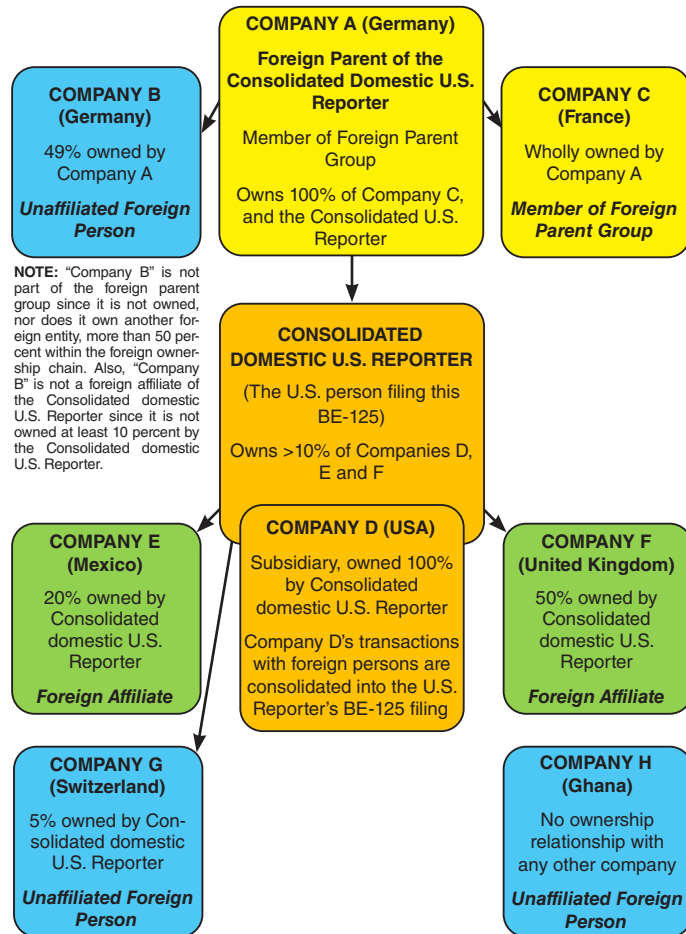 COMPANY A (Germany)
Foreign Parent of the
Consolidated Domestic U.S.
Reporter
Member of Foreign Parent
Group
Owns 100% of Company C,
and the Consolidated U.S.
Reporter
COMPANY B
(Germany)
49% owned by
Company A
Unaffiliated Foreign
Person
COMPANY C
(France)
Wholly owned by
Company A
Member of Foreign
Parent Group
NOTE: “Company B” is not
part of the foreign parent
group since it is not owned,
nor does it own another for-
eign entity, more than 50 per-
cent within the foreign owner-
ship chain. Also, “Company
B” is not a foreign affiliate of
the Consolidated domestic
U.S. Reporter since it is not
owned at least 10 percent by
the Consolidated domestic
U.S. Reporter.
CONSOLIDATED
DOMESTIC U.S. REPORTER
(The U.S. person filing this
BE-125)
Owns >10% of Companies D,
E and F
COMPANY D (USA)
Subsidiary, owned 100%
by Consolidated
domestic U.S. Reporter
Company D’s transactions
with foreign persons are
consolidated into the U.S.
Reporter’s BE-125 filing
COMPANY E
(Mexico)
20% owned by
Consolidated
domestic U.S.
Reporter
Foreign Affiliate
COMPANY F
(United Kingdom)
50% owned by
Consolidated
domestic U.S.
Reporter
Foreign Affiliate
COMPANY G
(Switzerland)
5% owned by Con-
solidated domestic
U.S. Reporter
Unaffiliated Foreign
Person
COMPANY H
(Ghana)
No ownership
relationship with
any other company
Unaffiliated Foreign
Person